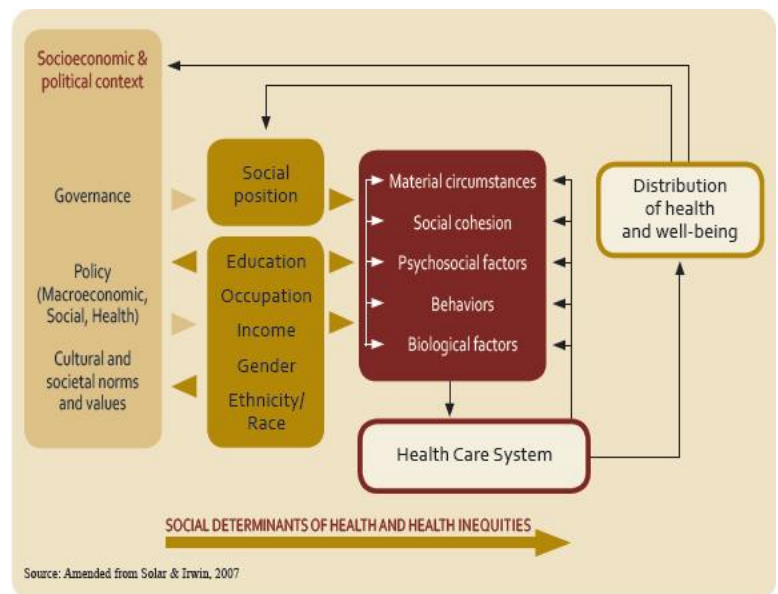 Socioeconomic &
political context
Governance
Policy
(Macroeconomic,
Social, Health)
Cultural and
societal norms
and values
Social
position
Education
Occupation
Income
Gender
Ethnicity/
Race
Material circumstances
Social cohesion
Psychosocial factors
Behaviors
Biological factors
Health Care System
Distribution
of health
and well-being
SOCIAL DETERMINANTS OF HEALTH AND HEALTH INEQUITIES
Source: Amended from Solar & Irwin, 2007